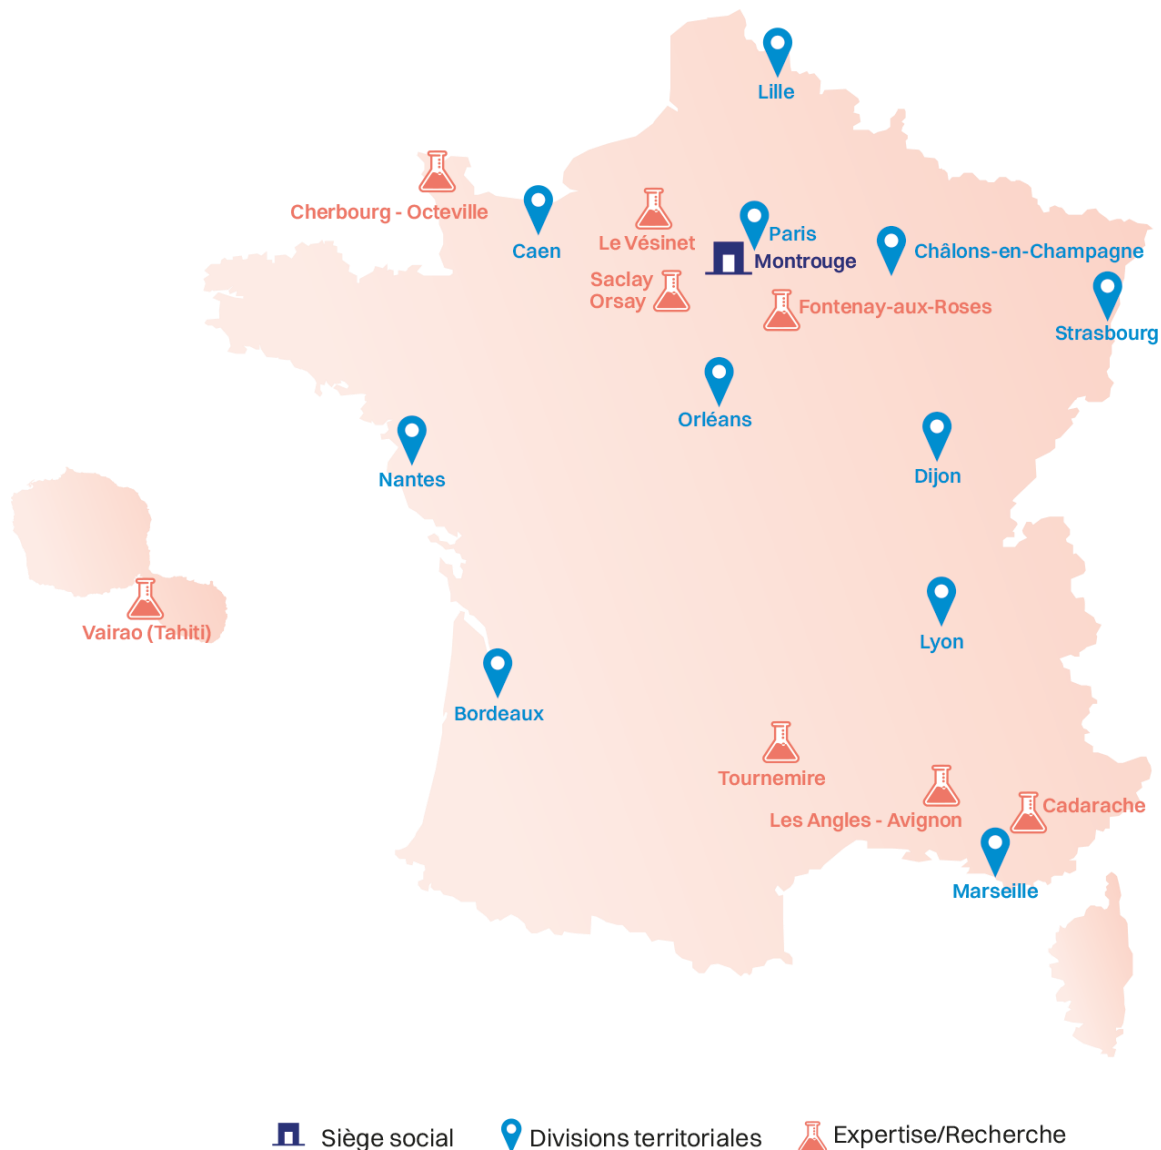 Lille
Cherbourg - Octeville
Caen
Le Vésinet
Paris
Montrouge
Châlons-en-Champagne
Saclay
Orsay
Fontenay-aux-Roses
Strasbourg
Orléans
Nantes
Dijon
Vairao (Tahiti)
Lyon
Bordeaux
Tournemire
Les Angles - Avignon
Cadarache
Marseille
Siège social
Divisions territoriales
Expertise/Recherche